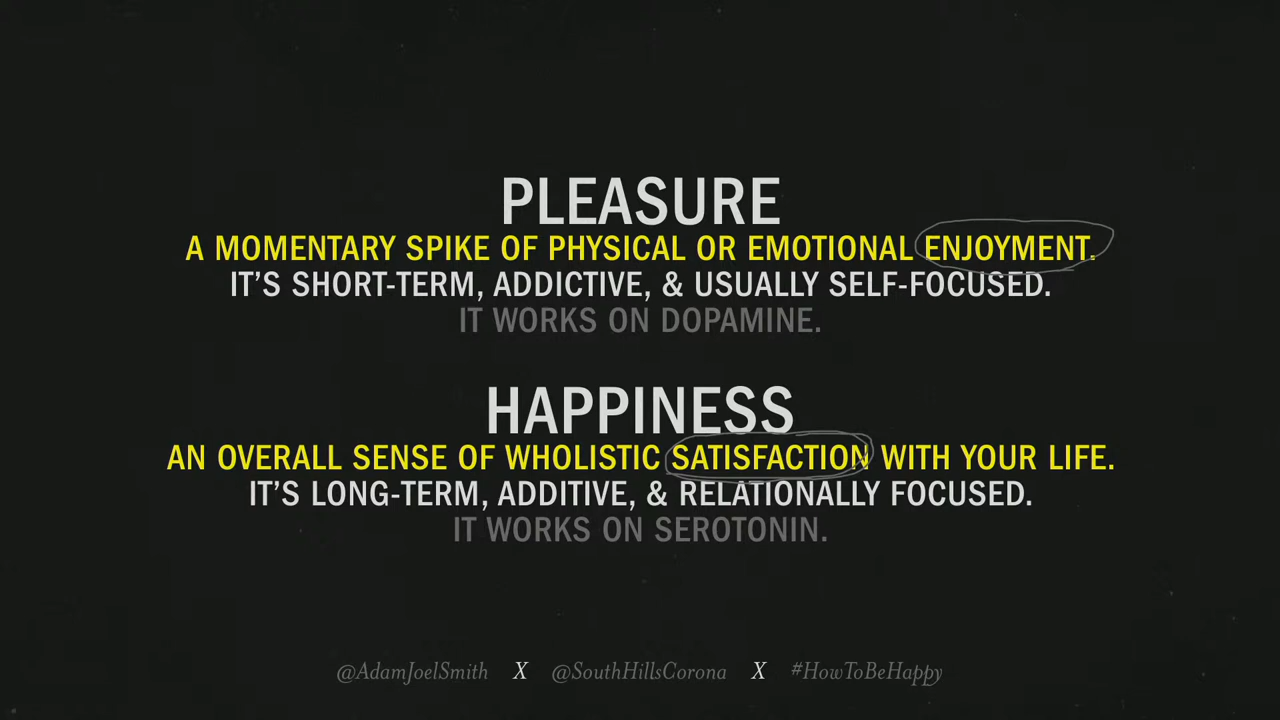 PLEASURE
A MOMENTARY SPIKE OF PHYSICAL OR EMOTIONAL ENJOYMENT.
IT’S SHORT-TERM, ADDICTIVE, & USUALLY SELF-FOCUSED.
IT WORKS ON DOPAMINE.
HAPPINESS
AN OVERALL SENSE OF WHOLISTIC SATISFACTION WITH YOUR LIFE.
IT’S LONG-TERM, ADDITIVE, & RELATIONALLY FOCUSED.
IT WORKS ON SEROTONIN.
@AdamJoelSmith X @SouthHillsCorona X #HowToBeHappy